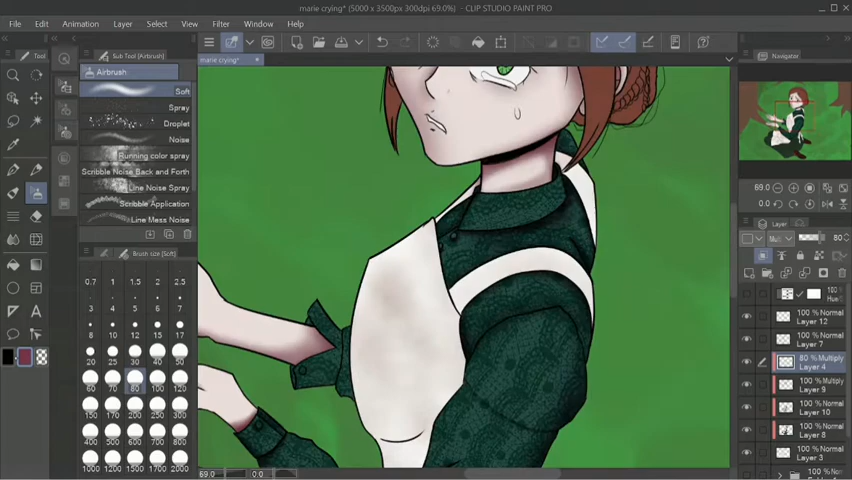 marie crying* (5000 x 3500px 300dpi 69.0%) - CLIP STUDIO PAINT PRO
File Edit Animation Layer Select View Filter Window Help
Tool
Sub Tool [Airbrush]
marie crying*
Navigator
Airbrush
Soft
Spray
Droplet
Noise
Running color spray
Scribble Noise Back and Forth
Line Noise Spray
Scribble Application
Line Mess Noise
Brush size [Soft]
0.7 1 1.5 2 2.5
3 4 5 6 7
8 10 12 15 17
20 25 30 40 50
60 70 80 100 120
150 170 200 250 300
400 500 600 700 800
1000 1200 1500 1700 2000
69.0 0.0
69.0
0.0
Layer
Mult 80
100 %
Hue
100 % Normal
Layer 12
100 % Normal
Layer 7
80 % Multiply
Layer 4
100 % Multiply
Layer 9
100 % Normal
Layer 10
100 % Normal
Layer 8
100 % Normal
Layer 3
100 % Normal